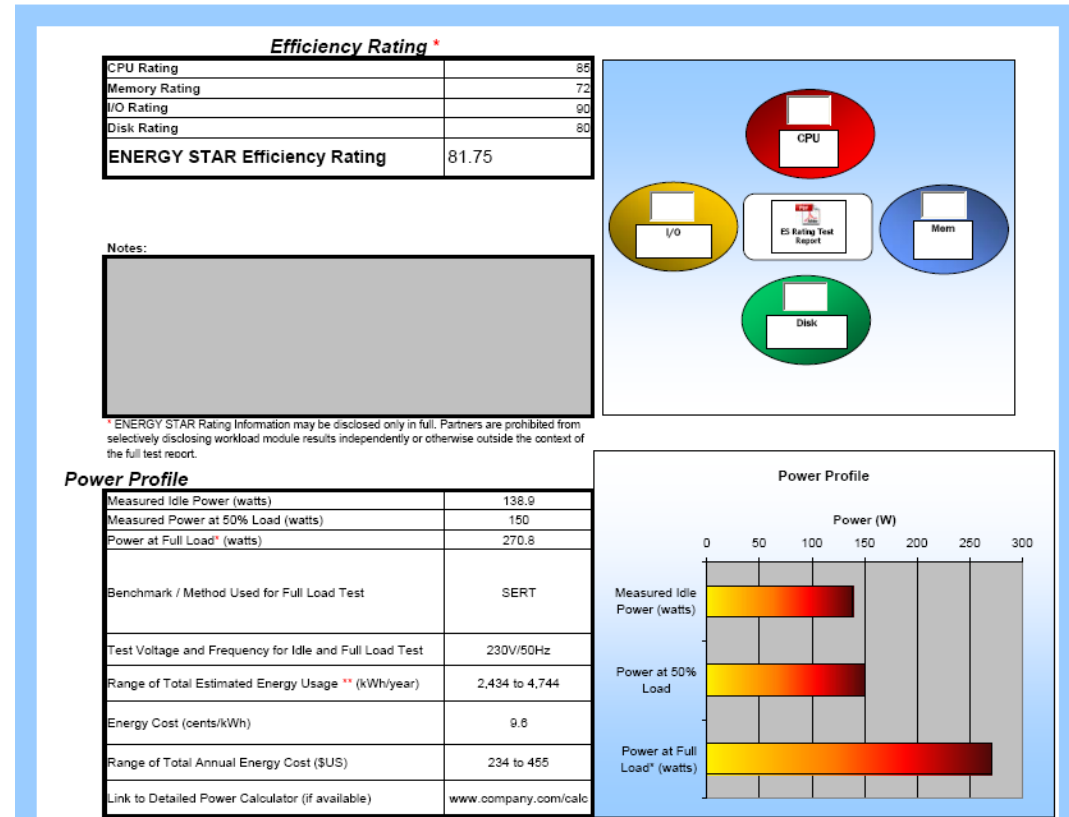 Efficiency Rating *
CPU Rating 85
Memory Rating 72
I/O Rating 90
Disk Rating 80
ENERGY STAR Efficiency Rating 81.75
CPU
I/O
PDF
ES Rating Test
Report
Mem
Disk
Notes:
* ENERGY STAR Rating Information may be disclosed only in full. Partners are prohibited from
selectively disclosing workload module results independently or otherwise outside the context of
the full test report.
Power Profile
Measured Idle Power (watts) 138.9
Measured Power at 50% Load (watts) 150
Power at Full Load* (watts) 270.8
Benchmark / Method Used for Full Load Test SERT
Test Voltage and Frequency for Idle and Full Load Test 230V/50Hz
Range of Total Estimated Energy Usage ** (kWh/year) 2,434 to 4,744
Energy Cost (cents/kWh) 9.6
Range of Total Annual Energy Cost ($US) 234 to 455
Link to Detailed Power Calculator (if available) www.company.com/calc
Power Profile
Power (W)
0 50 100 150 200 250 300
Measured Idle
Power (watts)
Power at 50%
Load
Power at Full
Load* (watts)